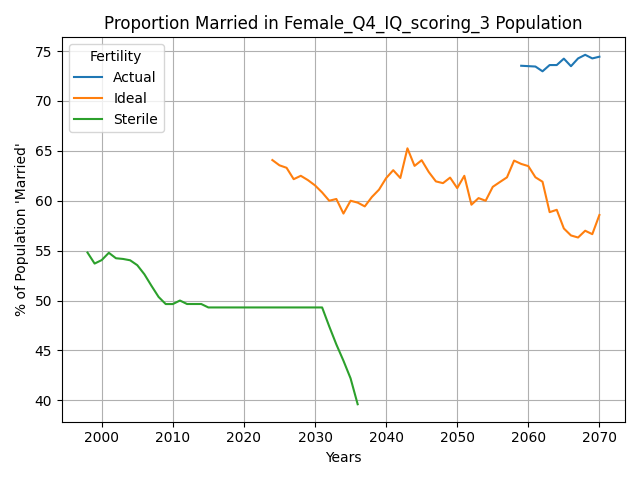 Proportion Married in Female_Q4_IQ_scoring_3 Population
% of Population 'Married'
75
70
65
60
55
50
45
40
Fertility
Actual
Ideal
Sterile
2000 2010 2020 2030 2040 2050 2060 2070
Years